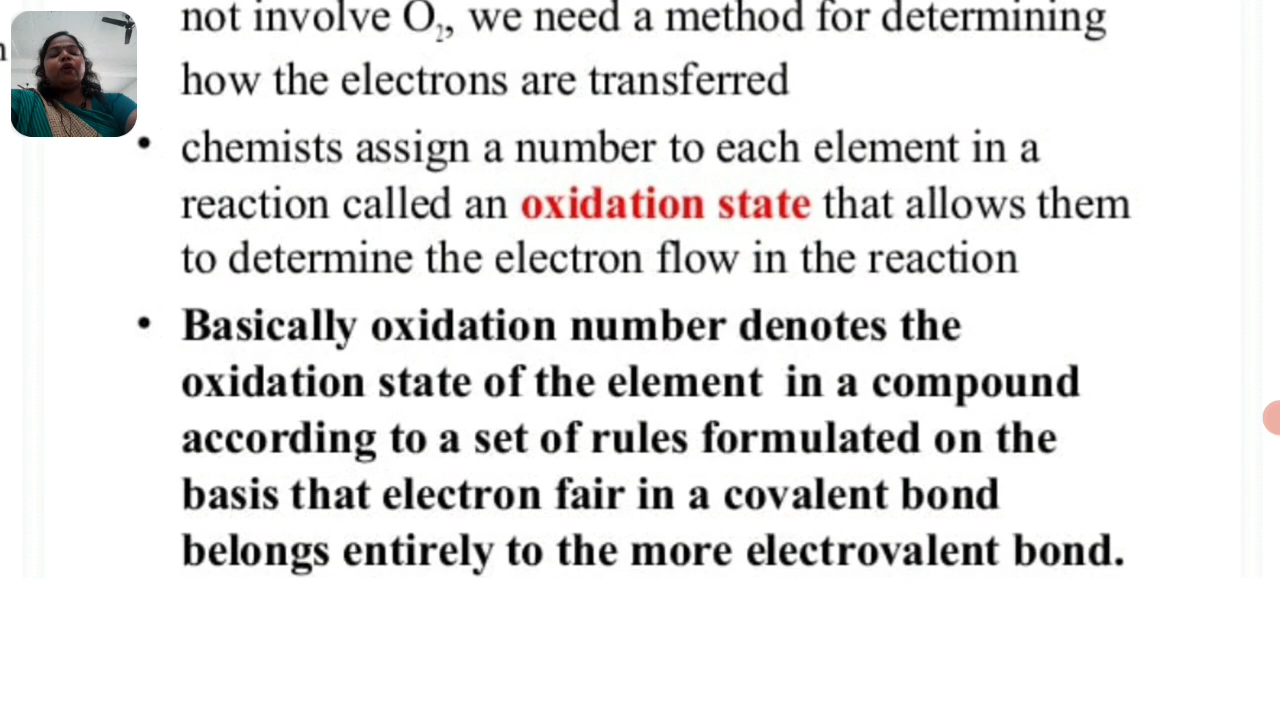 not involve O₂, we need a method for determining
how the electrons are transferred
• chemists assign a number to each element in a
reaction called an oxidation state that allows them
to determine the electron flow in the reaction
• Basically oxidation number denotes the
oxidation state of the element in a compound
according to a set of rules formulated on the
basis that electron fair in a covalent bond
belongs entirely to the more electrovalent bond.